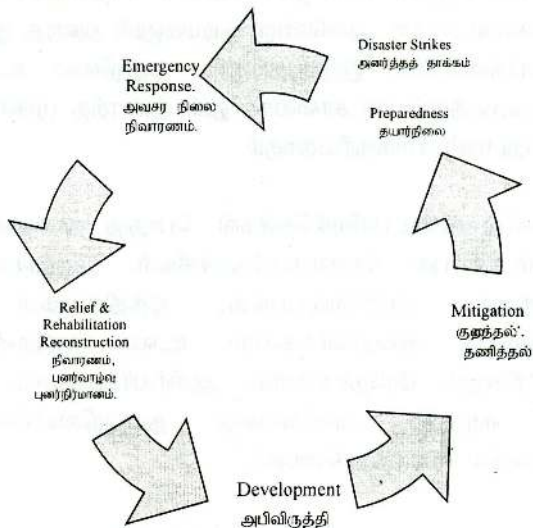 Disaster Strikes
அனர்த்தத் தாக்கம்
Emergency
Response.
அவசர நிலை
நிவாரணம்.
Preparedness
தயார்நிலை
Relief &
Rehabilitation
Reconstruction
நிவாரணம்,
புனர்வாழ்வு
புனர்நிர்மானம்.
Mitigation
குறைத்தல்'.
தணித்தல்
Development
அபிவிருத்தி